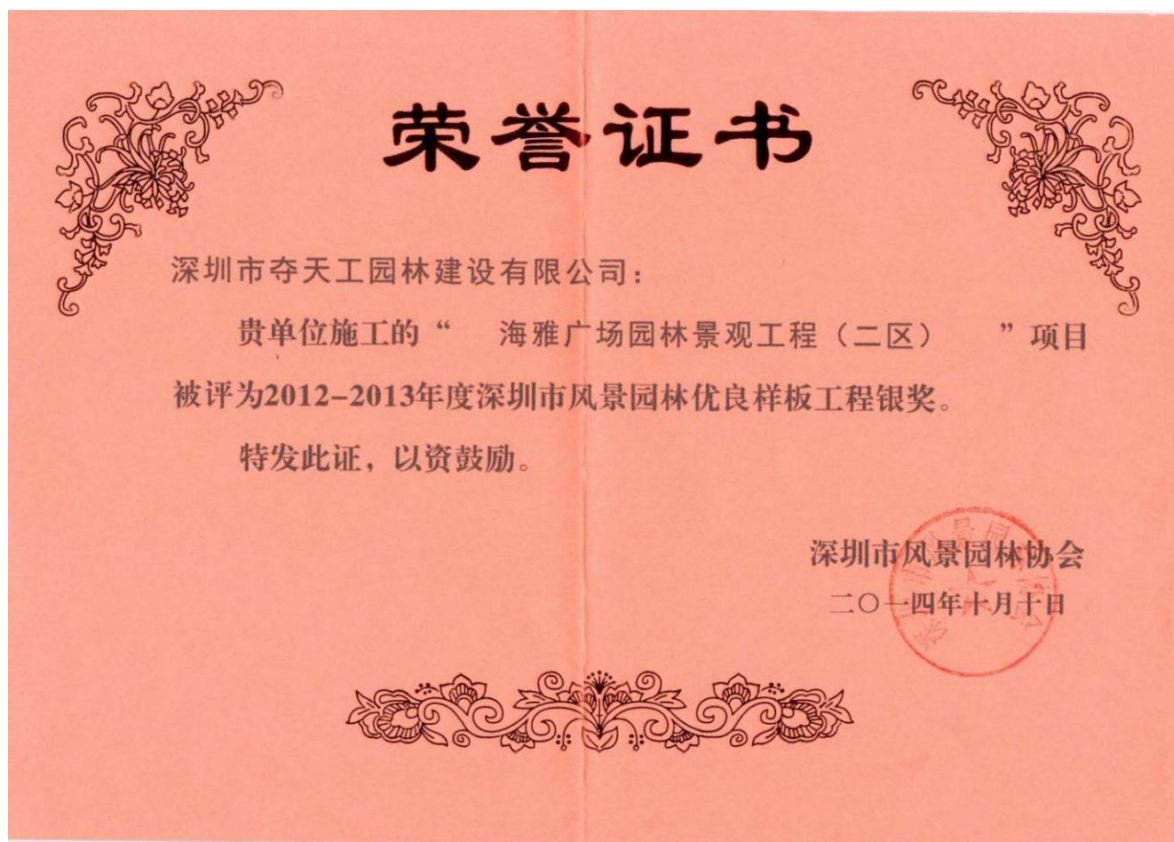 荣誉证书
深圳市夺天工园林建设有限公司：
贵单位施工的“ 海雅广场园林景观工程（二区） ”项目
被评为2012-2013年度深圳市风景园林优良样板工程银奖。
特发此证，以资鼓励。
深圳市风景园林协会
二〇一四年十月十日